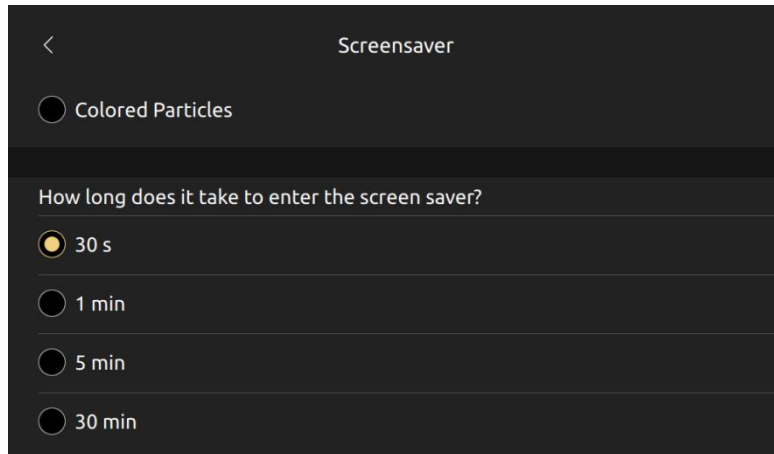 Screensaver
Colored Particles
How long does it take to enter the screen saver?
30 s
1 min
5 min
30 min